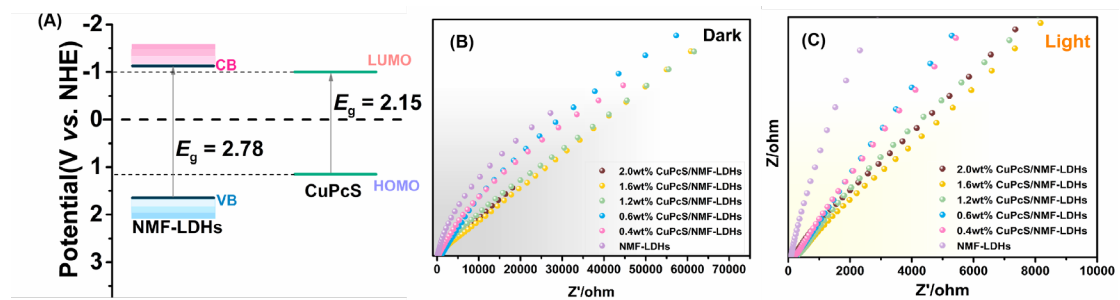 (A)
Potential(V vs. NHE)
-2
-1
0
1
2
3
CB
LUMO
Eg = 2.15
Eg = 2.78
HOMO
CuPcS
VB
NMF-LDHs
(B)
Dark
2.0wt% CuPcS/NMF-LDHs
1.6wt% CuPcS/NMF-LDHs
1.2wt% CuPcS/NMF-LDHs
0.6wt% CuPcS/NMF-LDHs
0.4wt% CuPcS/NMF-LDHs
NMF-LDHs
0 10000 20000 30000 40000 50000 60000 70000
Z'/ohm
(C)
Light
Z/ohm
2.0wt% CuPcS/NMF-LDHs
1.6wt% CuPcS/NMF-LDHs
1.2wt% CuPcS/NMF-LDHs
0.6wt% CuPcS/NMF-LDHs
0.4wt% CuPcS/NMF-LDHs
NMF-LDHs
0 2000 4000 6000 8000 10000
Z'/ohm